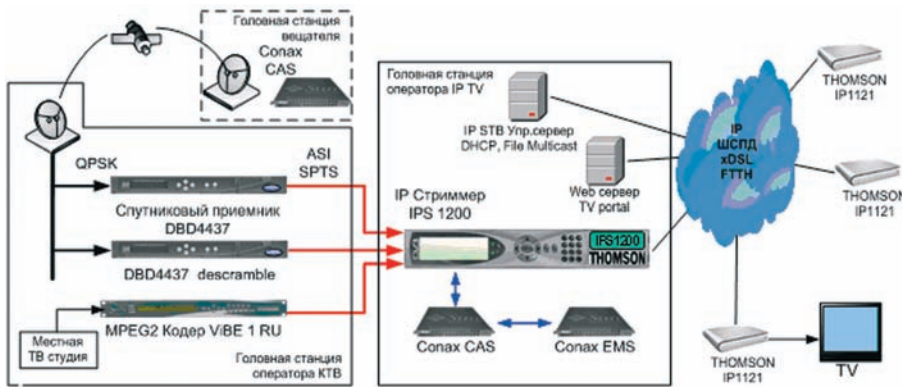 Головная станция
вещателя
Conax
CAS
QPSK
ASI
SPTS
Спутниковый приемник
DBD4437
DBD4437 descramble
MPEG2 Кодер ViBE 1 RU
Местная
ТВ студия
Головная станция
оператора КТВ
Головная станция
оператора IP TV
IP STB Упр.сервер
DHCP, File Multicast
Web сервер
TV portal
IP Стриммер
IPS 1200
IPS1200
THOMSON
Conax CAS
Conax EMS
IP
ШСПД
xDSL
FTTH
THOMSON
IP1121
THOMSON
IP1121
THOMSON
IP1121
TV